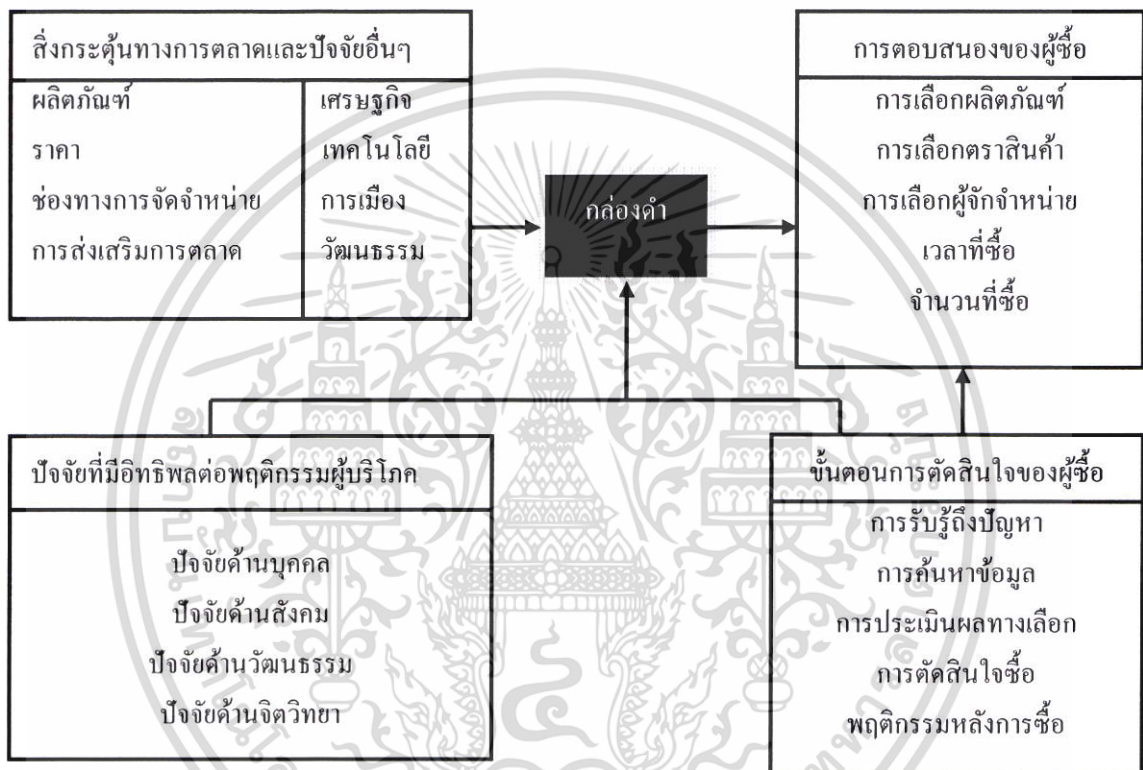 สิ่งกระตุ้นทางการตลาดและปัจจัยอื่นๆ
ผลิตภัณฑ์ เศรษฐกิจ
ราคา เทคโนโลยี
ช่องทางการจัดจำหน่าย การเมือง
การส่งเสริมการตลาด วัฒนธรรม
กล่องดำ
การตอบสนองของผู้ซื้อ
การเลือกผลิตภัณฑ์
การเลือกตราสินค้า
การเลือกผู้จักจำหน่าย
เวลาที่ซื้อ
จำนวนที่ซื้อ
ปัจจัยที่มีอิทธิพลต่อพฤติกรรมผู้บริโภค
ปัจจัยด้านบุคคล
ปัจจัยด้านสังคม
ปัจจัยด้านวัฒนธรรม
ปัจจัยด้านจิตวิทยา
ขั้นตอนการตัดสินใจของผู้ซื้อ
การรับรู้ถึงปัญหา
การค้นหาข้อมูล
การประเมินผลทางเลือก
การตัดสินใจซื้อ
พฤติกรรมหลังการซื้อ